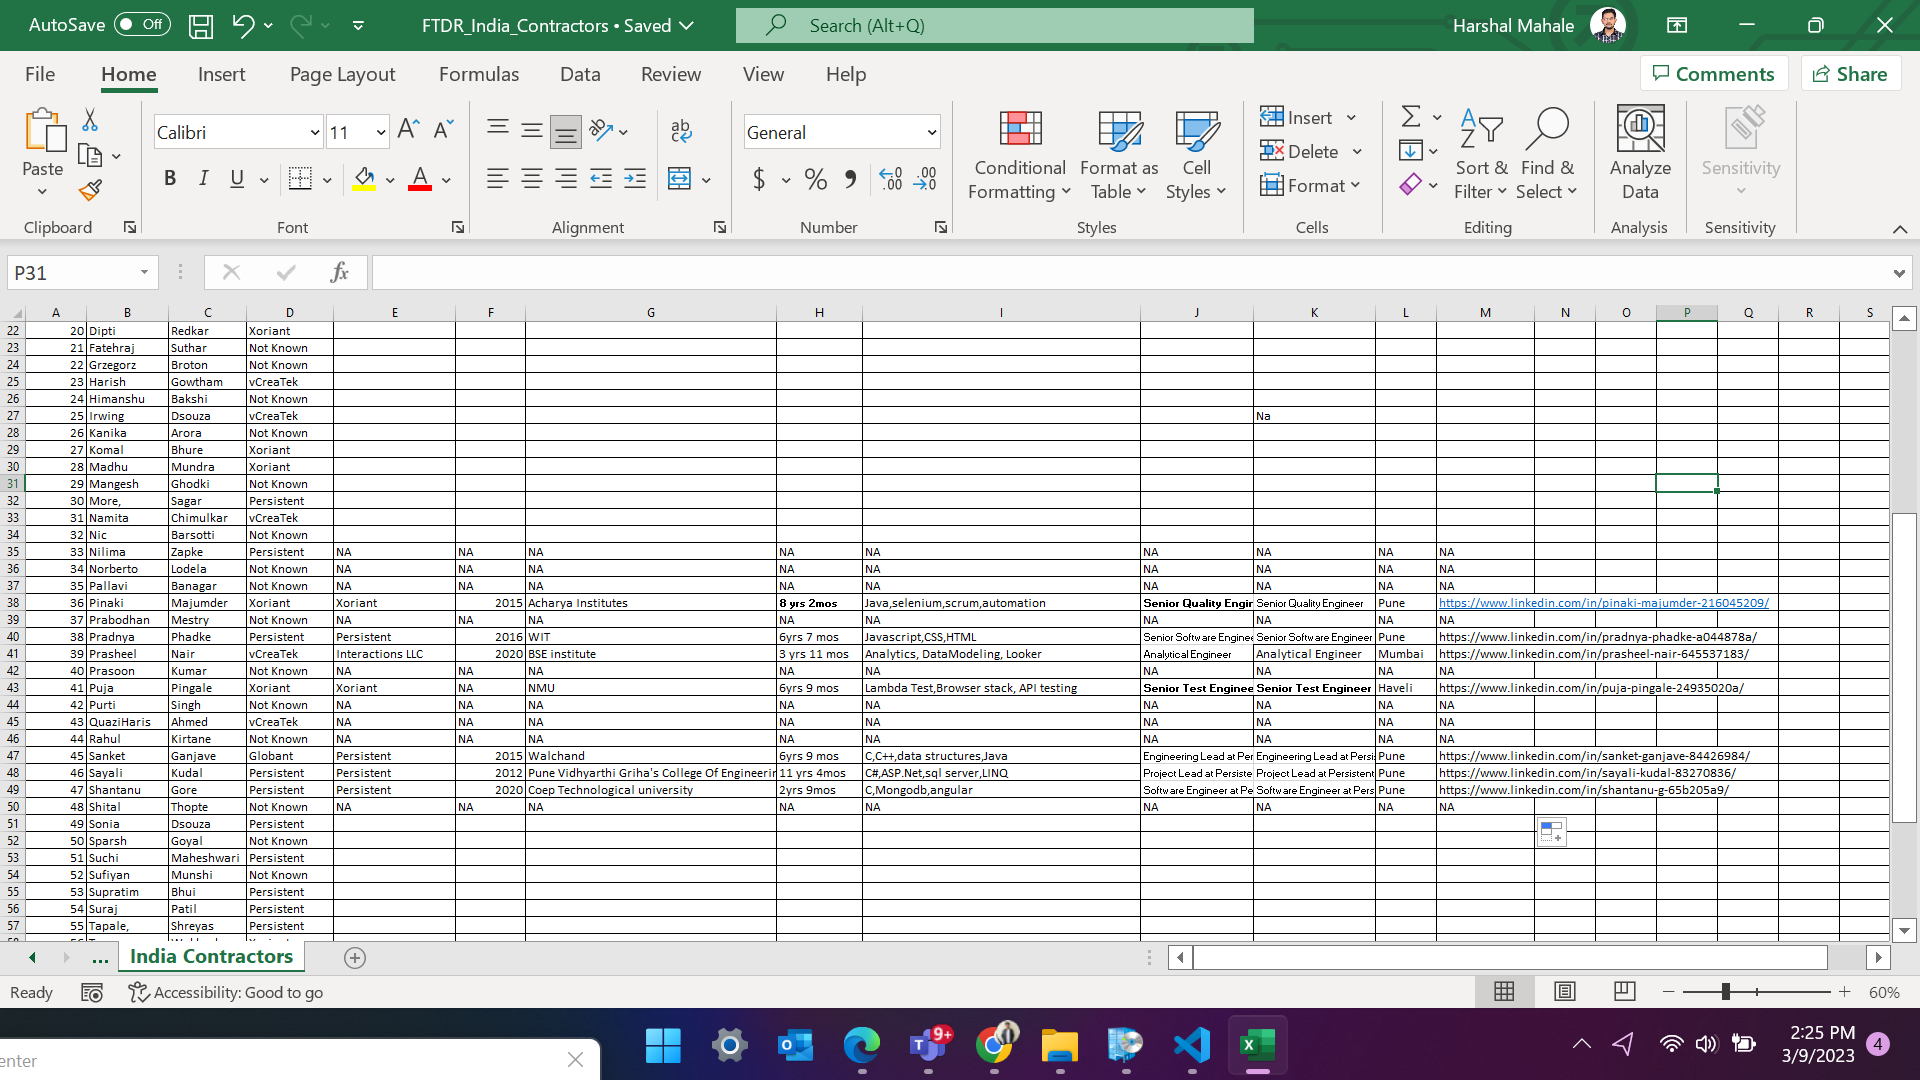 AutoSave Off FTDR_India_Contractors • Saved Search (Alt+Q) Harshal Mahale
File Home Insert Page Layout Formulas Data Review View Help Comments Share
Paste Calibri 11 General Conditional Formatting Format as Table Cell Styles Insert Delete Format Sort & Filter Find & Select Analyze Data Sensitivity
Clipboard Font Alignment Number Styles Cells Editing Analysis Sensitivity
P31 fx
A B C D E F G H I J K L M N O P Q R S
22 20 Dipti Redkar Xoriant
23 21 Fatehraj Suthar Not Known
24 22 Grzegorz Broton Not Known
25 23 Harish Gowtham vCreaTek
26 24 Himanshu Bakshi Not Known
27 25 Irwing Dsouza vCreaTek Na
28 26 Kanika Arora Not Known
29 27 Komal Bhure Xoriant
30 28 Madhu Mundra Xoriant
31 29 Mangesh Ghodki Not Known
32 30 More, Sagar Persistent
33 31 Namita Chimulkar vCreaTek
34 32 Nic Barsotti Not Known
35 33 Nilima Zapke Persistent NA NA NA NA NA NA NA NA NA
36 34 Norberto Lodela Not Known NA NA NA NA NA NA NA NA NA
37 35 Pallavi Banagar Not Known NA NA NA NA NA NA NA NA NA
38 36 Pinaki Majumder Xoriant Xoriant 2015 Acharya Institutes 8 yrs 2mos Java,selenium,scrum,automation Senior Quality Engir Senior Quality Engineer Pune https://www.linkedin.com/in/pinaki-majumder-216045209/
39 37 Prabodhan Mestry Not Known NA NA NA NA NA NA NA NA NA
40 38 Pradnya Phadke Persistent Persistent 2016 WIT 6yrs 7 mos Javascript,CSS,HTML Senior Software Enginee Senior Software Engineer Pune https://www.linkedin.com/in/pradnya-phadke-a044878a/
41 39 Prasheel Nair vCreaTek Interactions LLC 2020 BSE institute 3 yrs 11 mos Analytics, DataModeling, Looker Analytical Engineer Analytical Engineer Mumbai https://www.linkedin.com/in/prasheel-nair-645537183/
42 40 Prasoon Kumar Not Known NA NA NA NA NA NA NA NA NA
43 41 Puja Pingale Xoriant Xoriant NA NMU 6yrs 9 mos Lambda Test,Browser stack, API testing Senior Test Enginee Senior Test Engineer Haveli https://www.linkedin.com/in/puja-pingale-24935020a/
44 42 Purti Singh Not Known NA NA NA NA NA NA NA NA NA
45 43 QuaziHaris Ahmed vCreaTek NA NA NA NA NA NA NA NA NA
46 44 Rahul Kirtane Not Known NA NA NA NA NA NA NA NA NA
47 45 Sanket Ganjave Globant Persistent 2015 Walchand 6yrs 9 mos C,C++,data structures,Java Engineering Lead at Per Engineering Lead at Persi Pune https://www.linkedin.com/in/sanket-ganjave-84426984/
48 46 Sayali Kudal Persistent Persistent 2012 Pune Vidhyarthi Griha's College Of Engineerin 11 yrs 4mos C#,ASP.Net,sql server,LINQ Project Lead at Persiste Project Lead at Persistent Pune https://www.linkedin.com/in/sayali-kudal-83270836/
49 47 Shantanu Gore Persistent Persistent 2020 Coep Technological university 2yrs 9mos C,Mongodb,angular Software Engineer at Pe Software Engineer at Pers Pune https://www.linkedin.com/in/shantanu-g-65b205a9/
50 48 Shital Thopte Not Known NA NA NA NA NA NA NA NA NA
51 49 Sonia Dsouza Persistent
52 50 Sparsh Goyal Not Known
53 51 Suchi Maheshwari Persistent
54 52 Sufiyan Munshi Not Known
55 53 Supratim Bhui Persistent
56 54 Suraj Patil Persistent
57 55 Tapale, Shreyas Persistent
... India Contractors
Ready Accessibility: Good to go 60%
enter 9+ 2:25 PM
3/9/2023 4